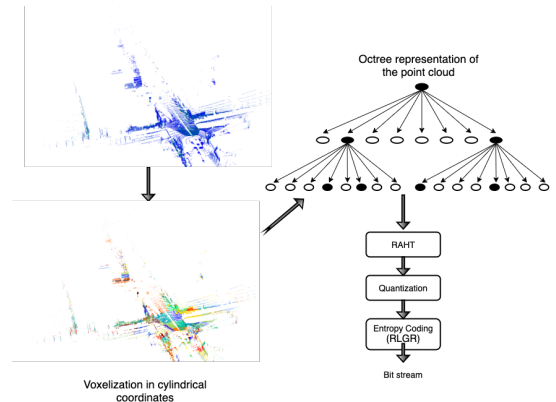 Octree representation of
the point cloud
RAHT
Quantization
Entropy Coding
(RLGR)
Bit stream
Voxelization in cylindrical
coordinates